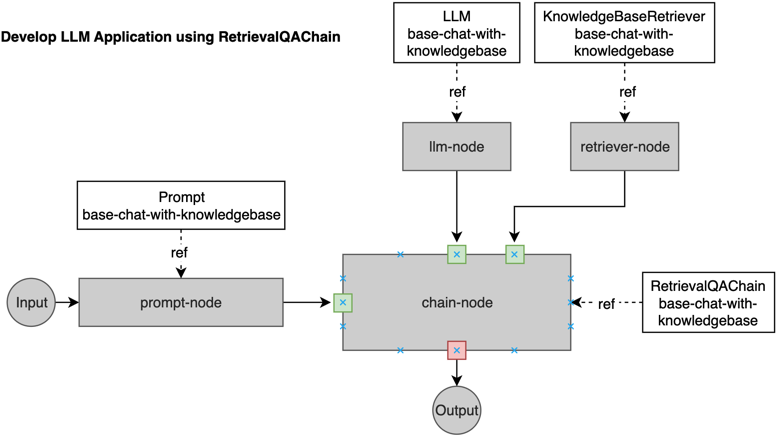 Develop LLM Application using RetrievalQAChain
LLM
base-chat-with-
knowledgebase
KnowledgeBaseRetriever
base-chat-with-
knowledgebase
ref
ref
llm-node
retriever-node
Prompt
base-chat-with-knowledgebase
ref
Input
prompt-node
chain-node
ref
RetrievalQAChain
base-chat-with-
knowledgebase
Output